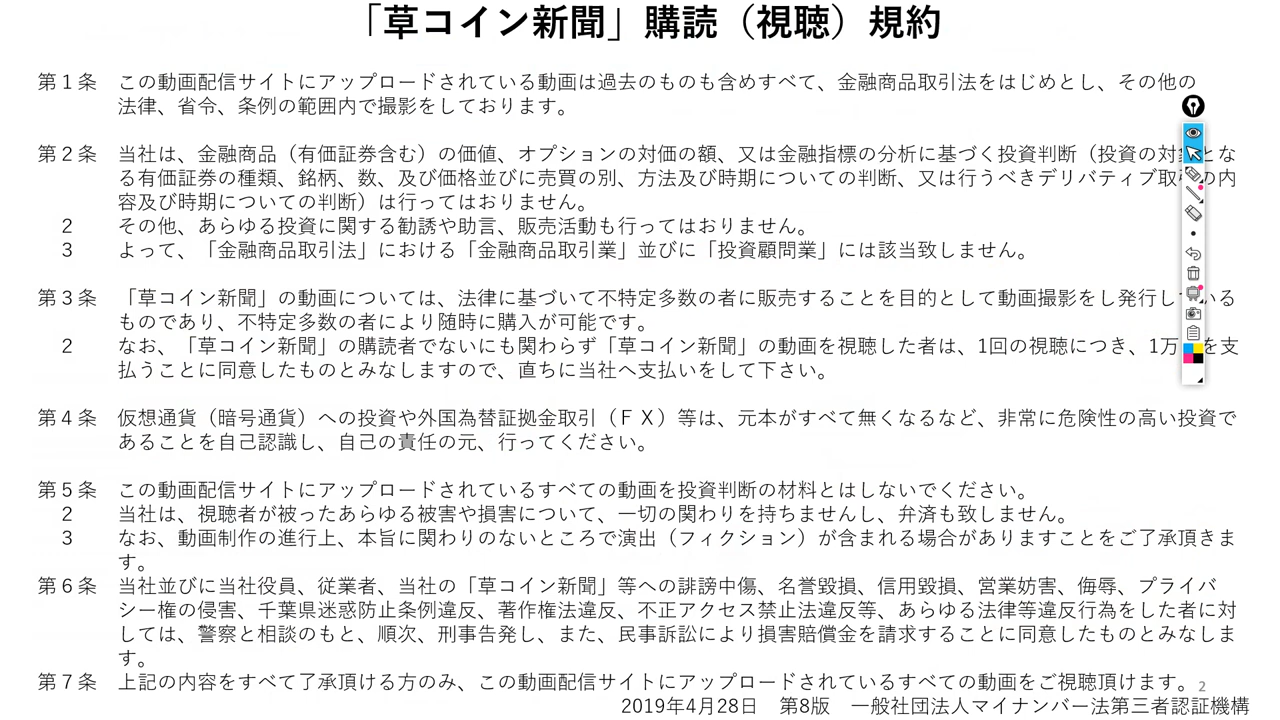 「草コイン新聞」購読（視聴）規約
第１条　この動画配信サイトにアップロードされている動画は過去のものも含めすべて、金融商品取引法をはじめとし、その他の
法律、省令、条例の範囲内で撮影をしております。
第２条　当社は、金融商品（有価証券含む）の価値、オプションの対価の額、又は金融指標の分析に基づく投資判断（投資の対象とな
る有価証券の種類、銘柄、数、及び価格並びに売買の別、方法及び時期についての判断、又は行うべきデリバティブ取引の内
容及び時期についての判断）は行ってはおりません。
２　その他、あらゆる投資に関する勧誘や助言、販売活動も行ってはおりません。
３　よって、「金融商品取引法」における「金融商品取引業」並びに「投資顧問業」には該当致しません。
第３条　「草コイン新聞」の動画については、法律に基づいて不特定多数の者に販売することを目的として動画撮影をし発行している
ものであり、不特定多数の者により随時に購入が可能です。
２　なお、「草コイン新聞」の購読者でないにも関わらず「草コイン新聞」の動画を視聴した者は、1回の視聴につき、1万 を支
払うことに同意したものとみなしますので、直ちに当社へ支払いをして下さい。
第４条　仮想通貨（暗号通貨）への投資や外国為替証拠金取引（ＦＸ）等は、元本がすべて無くなるなど、非常に危険性の高い投資で
あることを自己認識し、自己の責任の元、行ってください。
第５条　この動画配信サイトにアップロードされているすべての動画を投資判断の材料とはしないでください。
２　当社は、視聴者が被ったあらゆる被害や損害について、一切の関わりを持ちませんし、弁済も致しません。
３　なお、動画制作の進行上、本旨に関わりのないところで演出（フィクション）が含まれる場合がありますことをご了承頂きま
す。
第６条　当社並びに当社役員、従業者、当社の「草コイン新聞」等への誹謗中傷、名誉毀損、信用毀損、営業妨害、侮辱、プライバ
シー権の侵害、千葉県迷惑防止条例違反、著作権法違反、不正アクセス禁止法違反等、あらゆる法律等違反行為をした者に対
しては、警察と相談のもと、順次、刑事告発し、また、民事訴訟により損害賠償金を請求することに同意したものとみなしま
す。
第７条　上記の内容をすべて了承頂ける方のみ、この動画配信サイトにアップロードされているすべての動画をご視聴頂けます。
2
2019年4月28日　第8版　一般社団法人マイナンバー法第三者認証機構